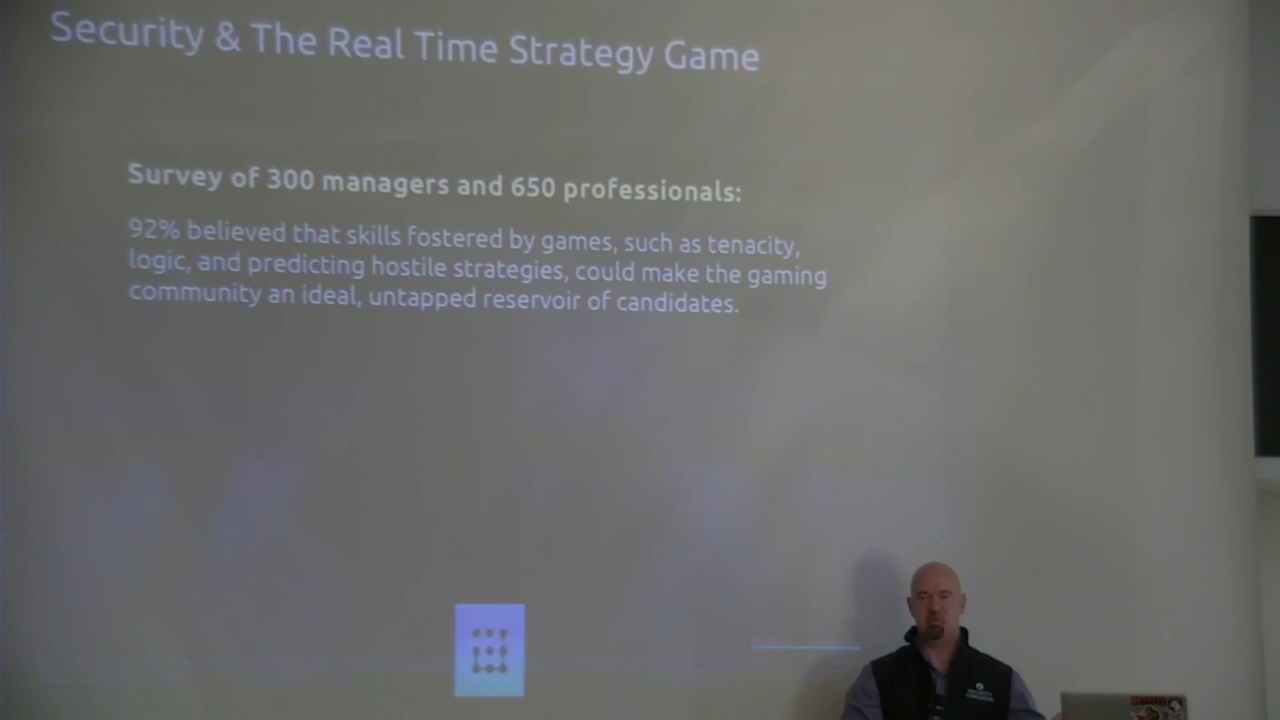 Security & The Real Time Strategy Game
Survey of 300 managers and 650 professionals:
92% believed that skills fostered by games, such as tenacity,
logic, and predicting hostile strategies, could make the gaming
community an ideal, untapped reservoir of candidates.
SECURITY